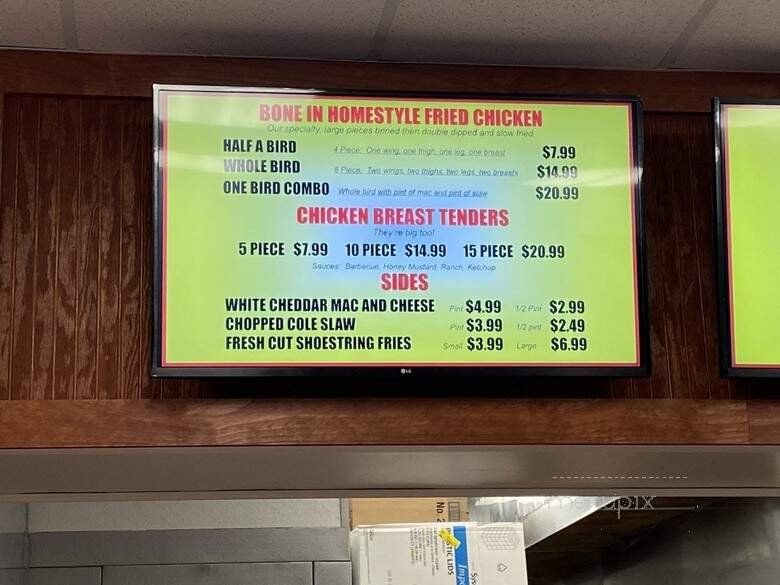 BONE IN HOMESTYLE FRIED CHICKEN
Our specialty, large pieces brined then double dipped and slow fried
HALF A BIRD 4 Piece: One wing, one thigh, one leg, one breast $7.99
WHOLE BIRD 8 Piece: Two wings, two thighs, two legs, two breasts $14.99
ONE BIRD COMBO Whole bird with pint of mac and pint of slaw $20.99
CHICKEN BREAST TENDERS
They're big too!
5 PIECE $7.99 10 PIECE $14.99 15 PIECE $20.99
Sauces: Barbecue, Honey Mustard, Ranch, Ketchup
SIDES
WHITE CHEDDAR MAC AND CHEESE Pint $4.99 1/2 Pint $2.99
CHOPPED COLE SLAW Pint $3.99 1/2 pint $2.49
FRESH CUT SHOESTRING FRIES Small $3.99 Large $6.99
LG
menupix
No. 2
PLASTIC LIDS